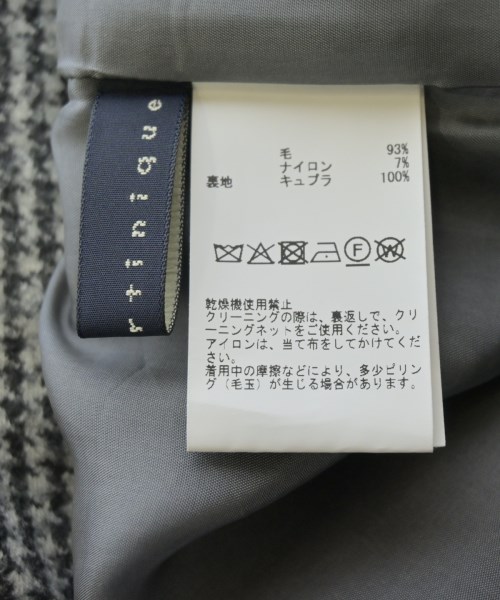 rtinique
毛 93%
ナイロン 7%
裏地 キュプラ 100%
乾燥機使用禁止
クリーニングの際は、裏返しで、クリ
ーニングネットをご使用ください。
アイロンは、当て布をしてかけてくだ
さい。
着用中の摩擦などにより、多少ピリン
グ(毛玉)が生じる場合があります。